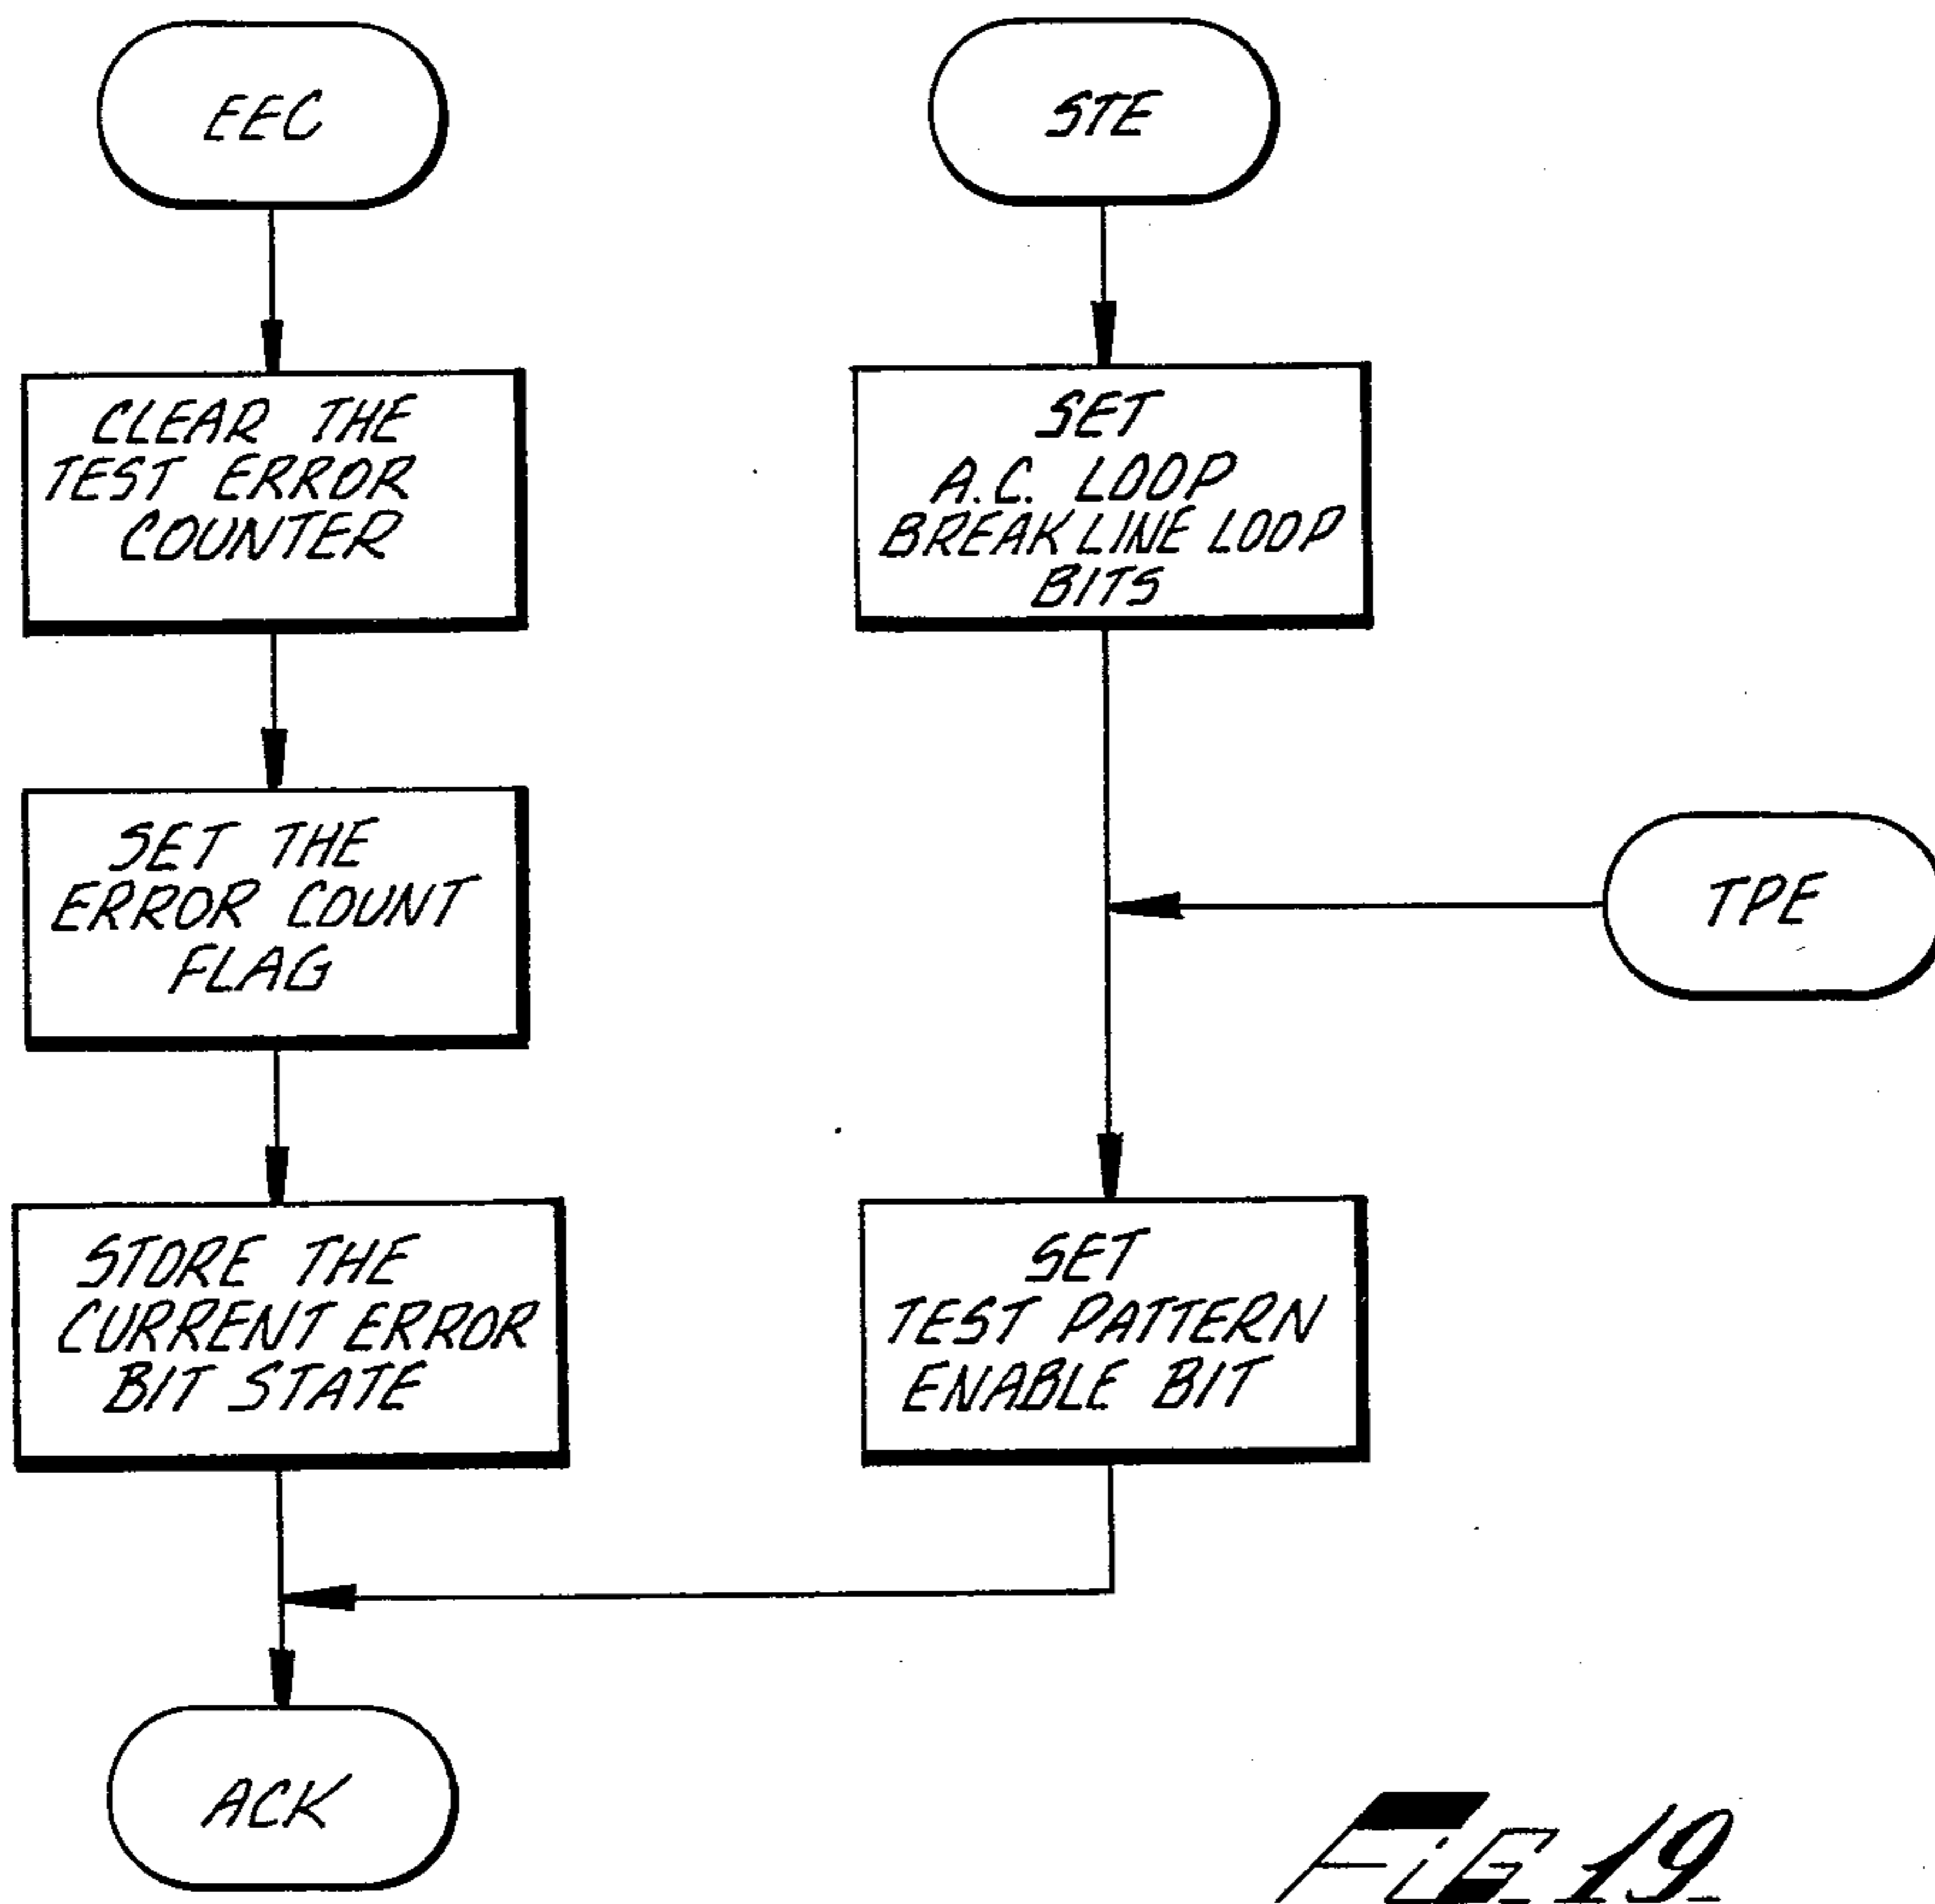 EEC
CLEAR THE
TEST ERROR
COUNTER
SET THE
ERROR COUNT
FLAG
STORE THE
CURRENT ERROR
BIT STATE
ACK
STE
SET
A.C. LOOP
BREAK LINE LOOP
BITS
TPE
SET
TEST PATTERN
ENABLE BIT
FIG 19